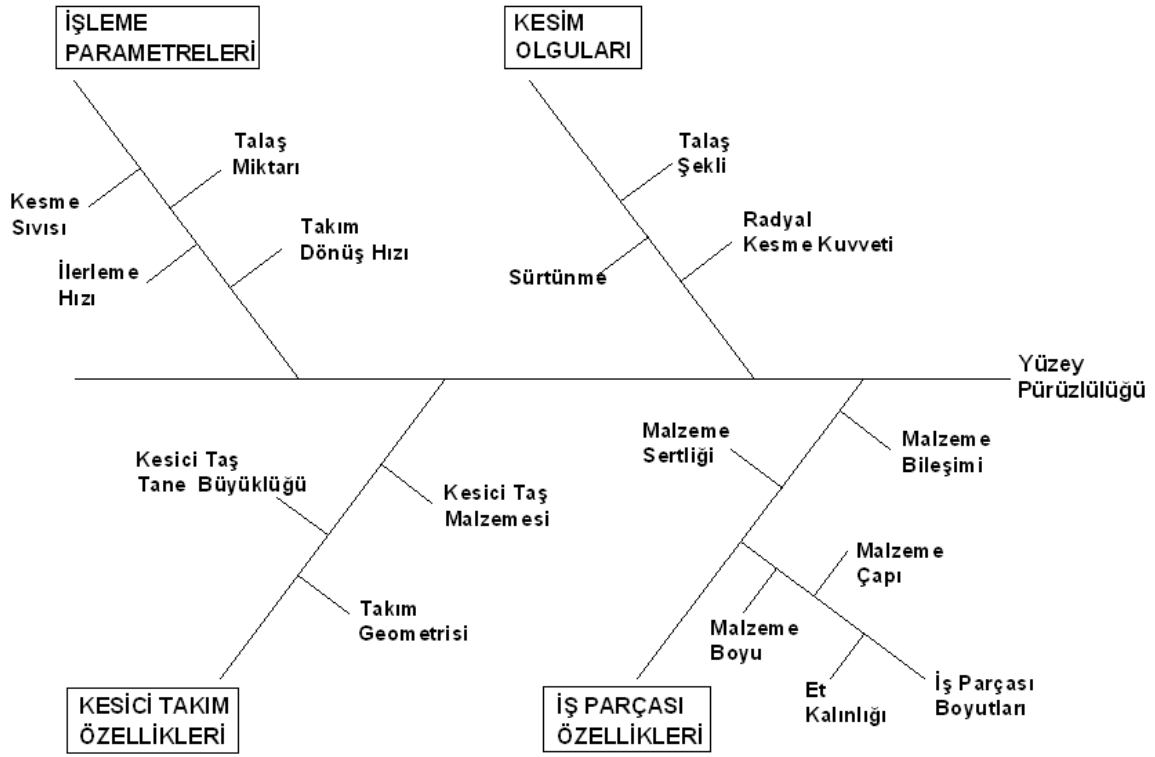 İŞLEME
PARAMETRELERİ
KESİM
OLGULARI
Talaş
Miktarı
Kesme
Sıvısı
Takım
Dönüş Hızı
İlerleme
Hızı
Talaş
Şekli
Radyal
Kesme Kuvveti
Sürtünme
Yüzey
Pürüzlülüğü
Kesici Taş
Tane Büyüklüğü
Kesici Taş
Malzemesi
Takım
Geometrisi
KESİCİ TAKIM
ÖZELLİKLERİ
Malzeme
Sertliği
Malzeme
Bileşimi
Malzeme
Çapı
Malzeme
Boyu
Et
Kalınlığı
İş Parçası
Boyutları
İŞ PARÇASI
ÖZELLİKLERİ